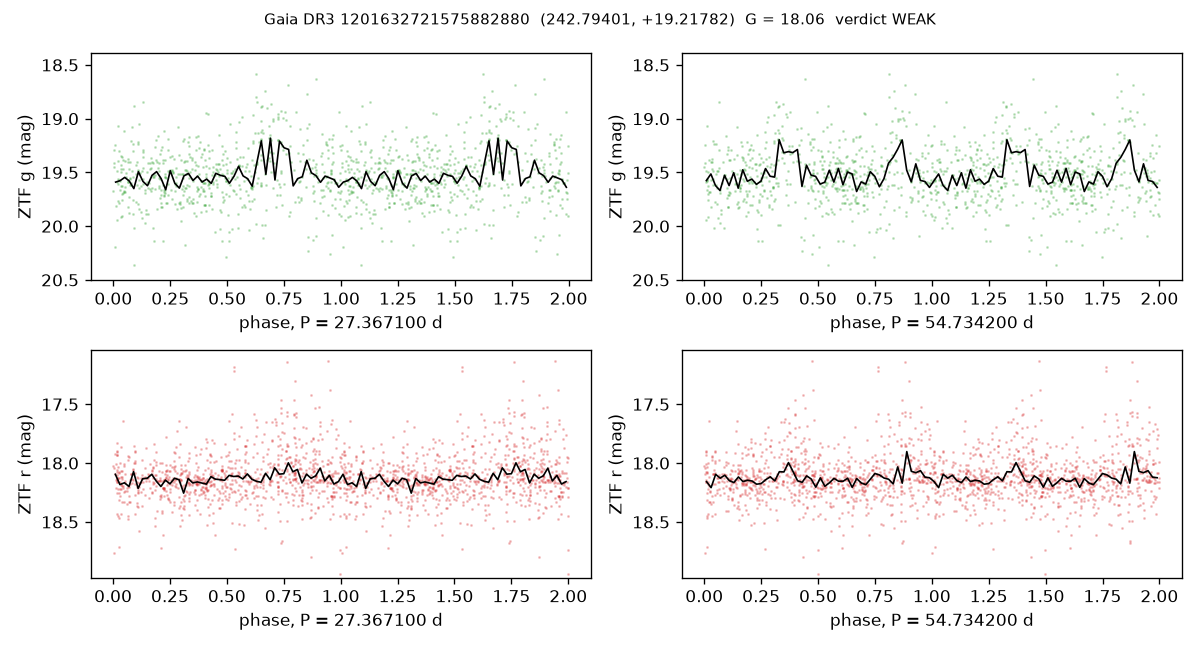 Gaia DR3 1201632721575882880  (242.79401, +19.21782)  G = 18.06  verdict WEAK
ZTF g (mag)
18.5
19.0
19.5
20.0
20.5
0.00 0.25 0.50 0.75 1.00 1.25 1.50 1.75 2.00
phase, P = 27.367100 d
ZTF g (mag)
18.5
19.0
19.5
20.0
20.5
0.00 0.25 0.50 0.75 1.00 1.25 1.50 1.75 2.00
phase, P = 54.734200 d
ZTF r (mag)
17.5
18.0
18.5
0.00 0.25 0.50 0.75 1.00 1.25 1.50 1.75 2.00
phase, P = 27.367100 d
ZTF r (mag)
17.5
18.0
18.5
0.00 0.25 0.50 0.75 1.00 1.25 1.50 1.75 2.00
phase, P = 54.734200 d